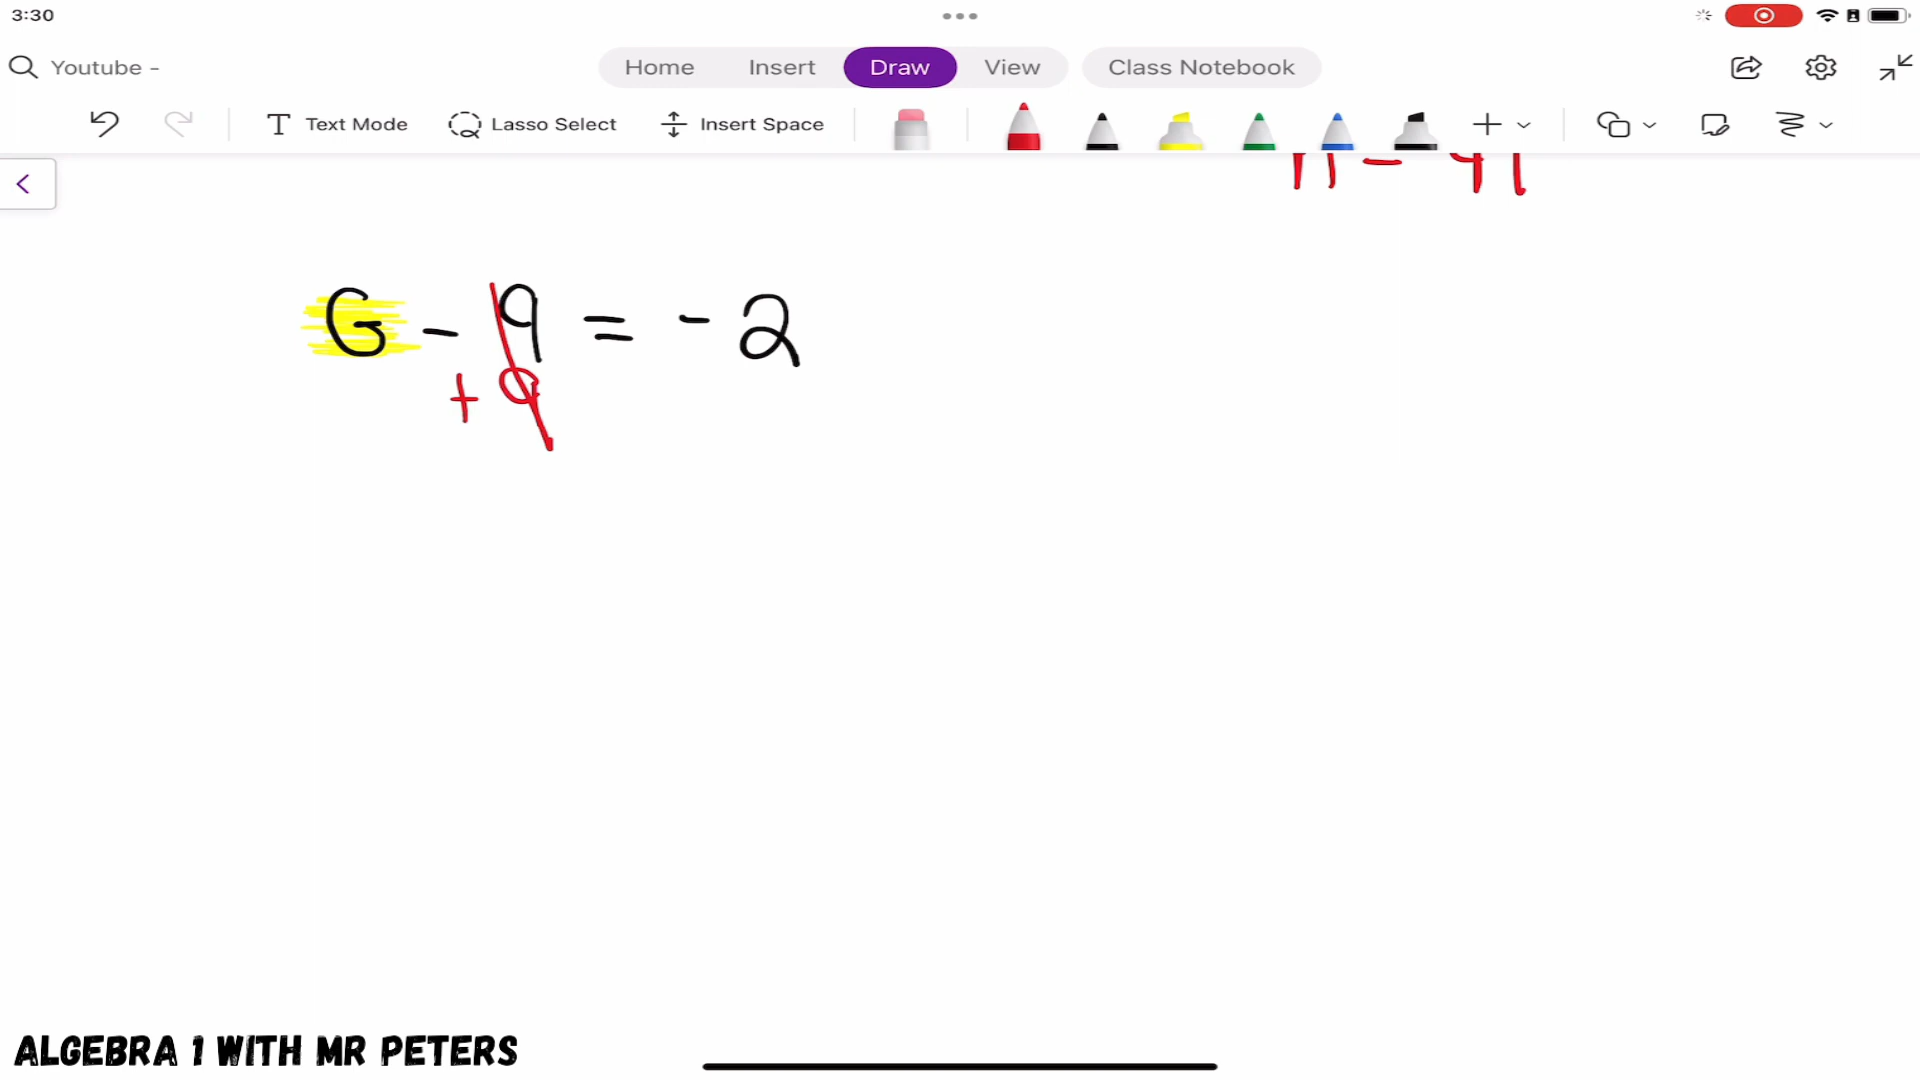 3:30
Youtube -
Home Insert Draw View Class Notebook
Text Mode Lasso Select Insert Space
G - 9 = - 2
+ 9
ALGEBRA 1 WITH MR PETERS